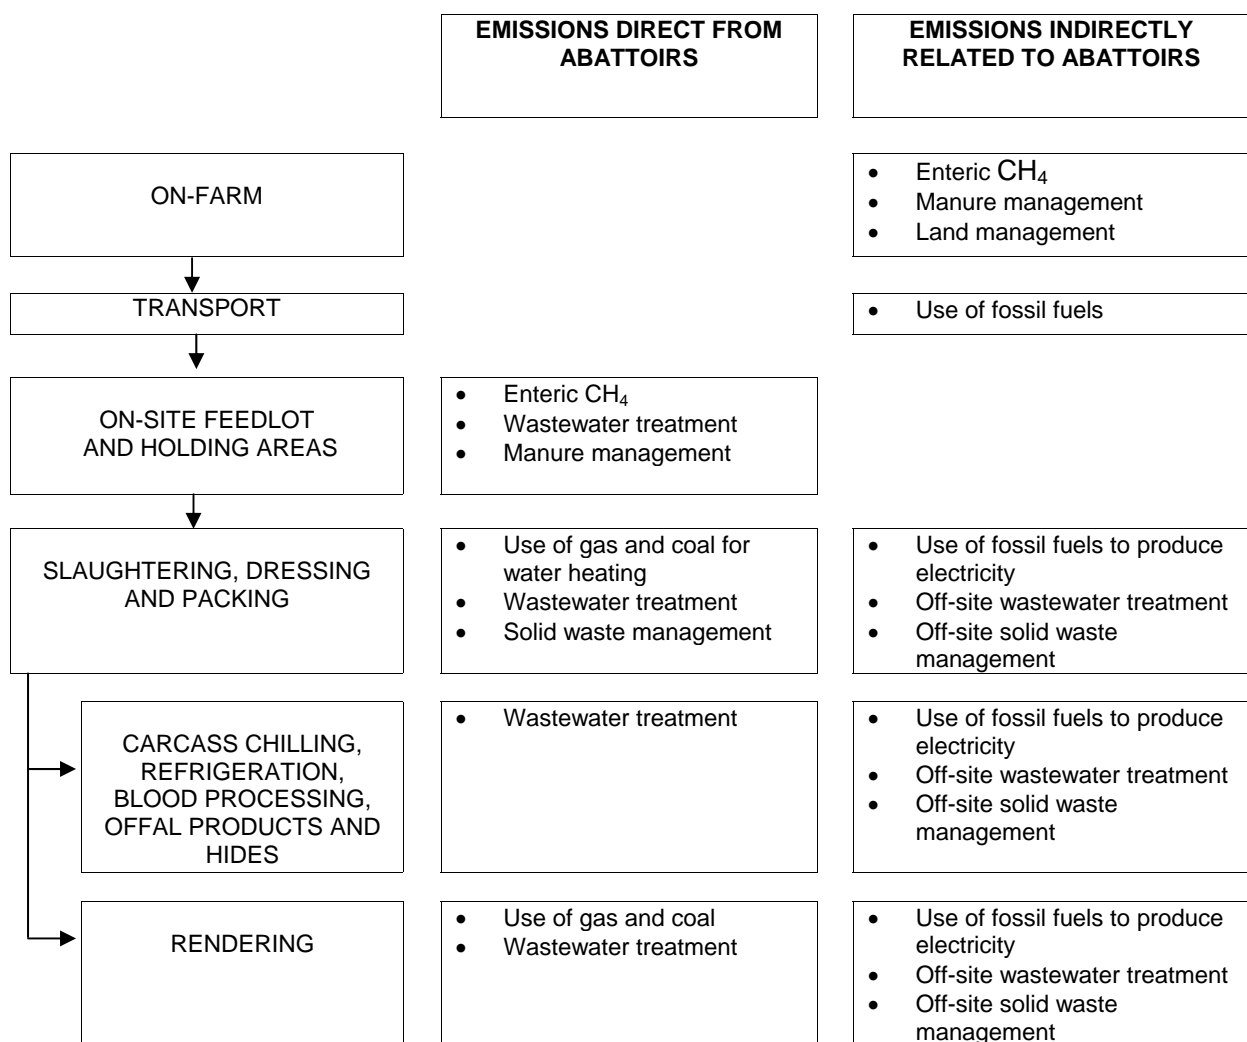 EMISSIONS DIRECT FROM
ABATTOIRS
EMISSIONS INDIRECTLY
RELATED TO ABATTOIRS
ON-FARM
• Enteric CH₄
• Manure management
• Land management
TRANSPORT
• Use of fossil fuels
ON-SITE FEEDLOT
AND HOLDING AREAS
• Enteric CH₄
• Wastewater treatment
• Manure management
SLAUGHTERING, DRESSING
AND PACKING
• Use of gas and coal for
water heating
• Wastewater treatment
• Solid waste management
• Use of fossil fuels to produce
electricity
• Off-site wastewater treatment
• Off-site solid waste
management
CARCASS CHILLING,
REFRIGERATION,
BLOOD PROCESSING,
OFFAL PRODUCTS AND
HIDES
• Wastewater treatment
• Use of fossil fuels to produce
electricity
• Off-site wastewater treatment
• Off-site solid waste
management
RENDERING
• Use of gas and coal
• Wastewater treatment
• Use of fossil fuels to produce
electricity
• Off-site wastewater treatment
• Off-site solid waste
management